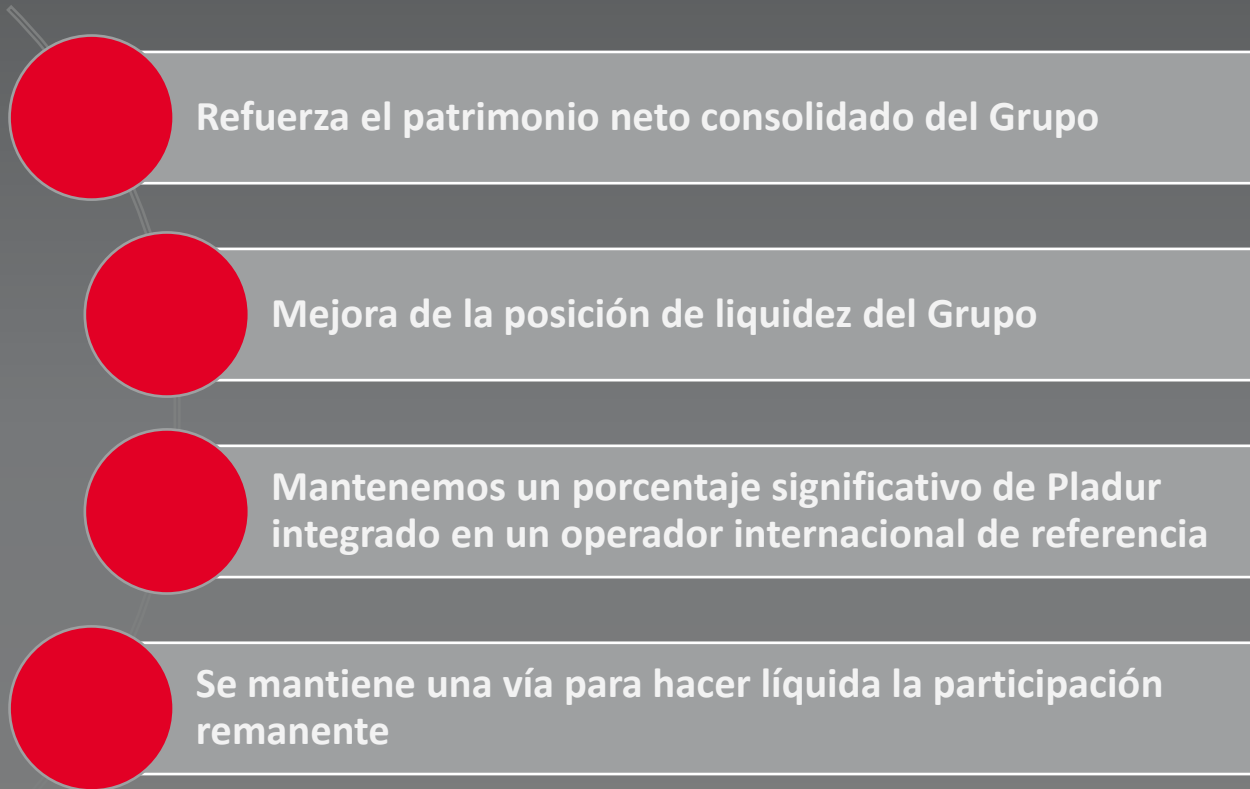 Refuerza el patrimonio neto consolidado del Grupo
Mejora de la posición de liquidez del Grupo
Mantenemos un porcentaje significativo de Pladur
integrado en un operador internacional de referencia
Se mantiene una vía para hacer líquida la participación
remanente